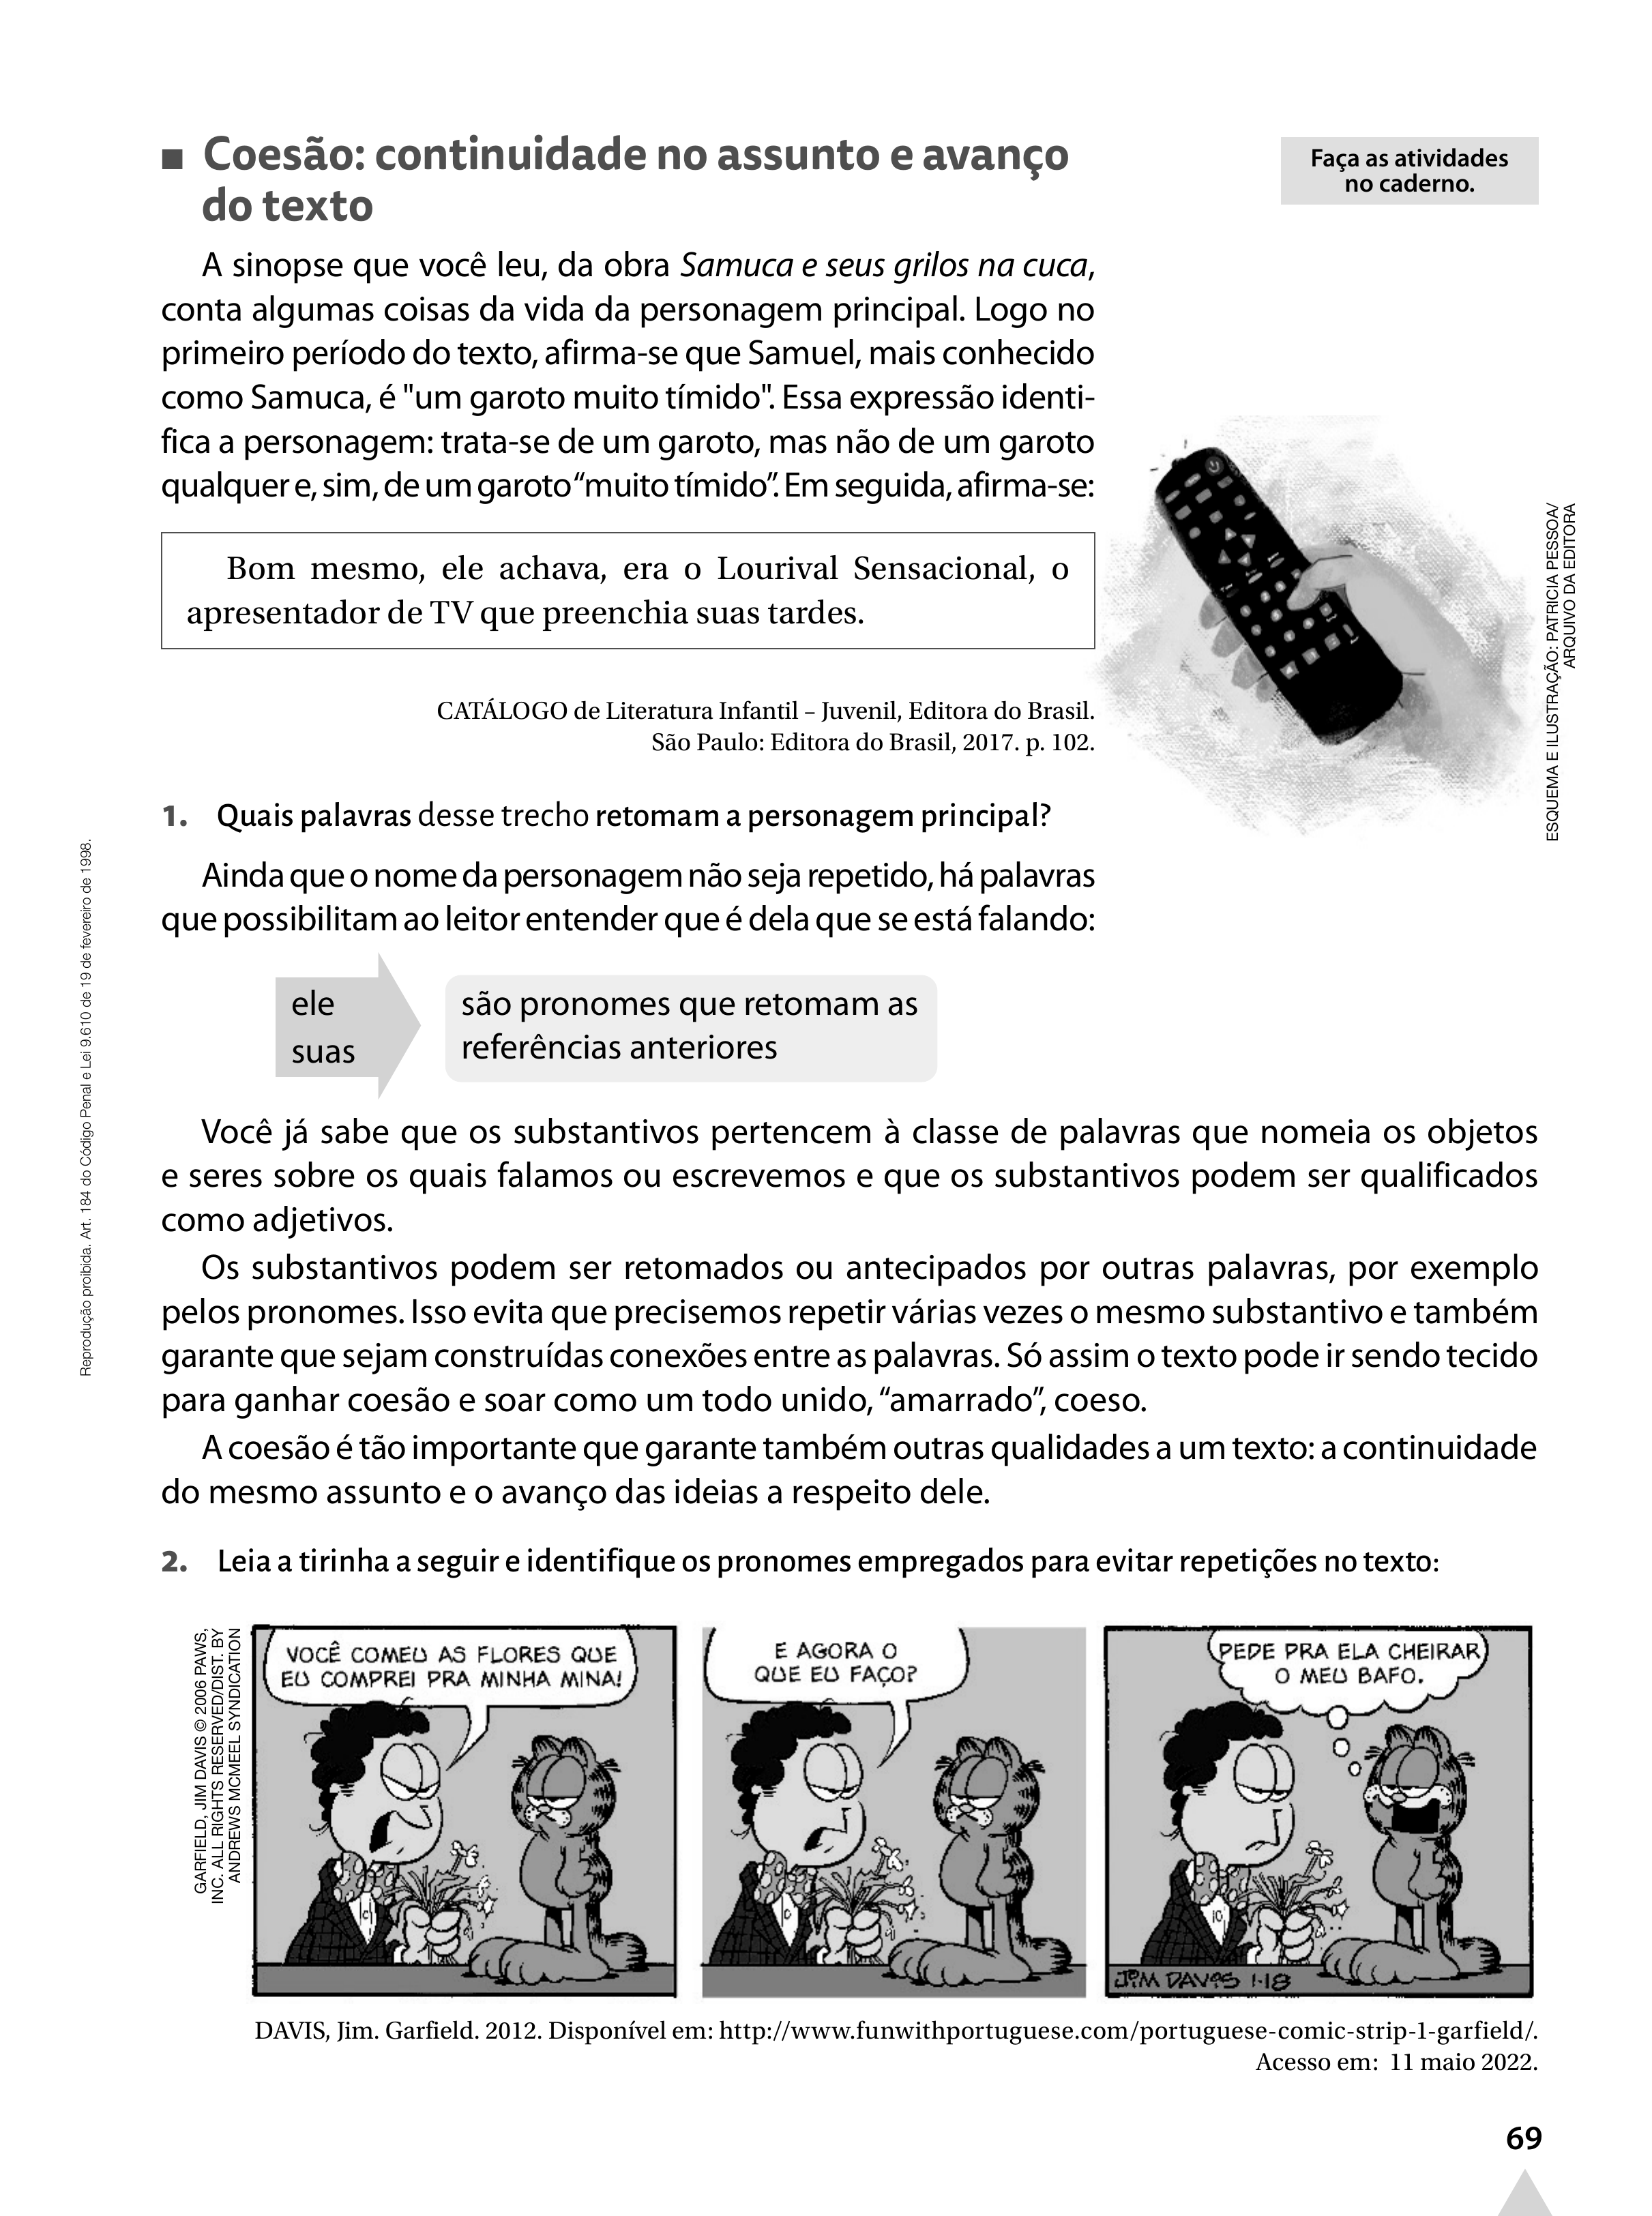 Coesão: continuidade no assunto e avanço
do texto
Faça as atividades
no caderno.
A sinopse que você leu, da obra Samuca e seus grilos na cuca,
conta algumas coisas da vida da personagem principal. Logo no
primeiro período do texto, afirma-se que Samuel, mais conhecido
como Samuca, é "um garoto muito tímido". Essa expressão identi-
fica a personagem: trata-se de um garoto, mas não de um garoto
qualquer e, sim, de um garoto “muito tímido”. Em seguida, afirma-se:
Bom mesmo, ele achava, era o Lourival Sensacional, o
apresentador de TV que preenchia suas tardes.
CATÁLOGO de Literatura Infantil – Juvenil, Editora do Brasil.
São Paulo: Editora do Brasil, 2017. p. 102.
ESQUEMA E ILUSTRAÇÃO: PATRICIA PESSOA/
ARQUIVO DA EDITORA
1. Quais palavras desse trecho retomam a personagem principal?
Ainda que o nome da personagem não seja repetido, há palavras
que possibilitam ao leitor entender que é dela que se está falando:
ele
suas
são pronomes que retomam as
referências anteriores
Você já sabe que os substantivos pertencem à classe de palavras que nomeia os objetos
e seres sobre os quais falamos ou escrevemos e que os substantivos podem ser qualificados
como adjetivos.
Os substantivos podem ser retomados ou antecipados por outras palavras, por exemplo
pelos pronomes. Isso evita que precisemos repetir várias vezes o mesmo substantivo e também
garante que sejam construídas conexões entre as palavras. Só assim o texto pode ir sendo tecido
para ganhar coesão e soar como um todo unido, “amarrado”, coeso.
A coesão é tão importante que garante também outras qualidades a um texto: a continuidade
do mesmo assunto e o avanço das ideias a respeito dele.
2. Leia a tirinha a seguir e identifique os pronomes empregados para evitar repetições no texto:
GARFIELD, JIM DAVIS © 2006 PAWS,
INC. ALL RIGHTS RESERVED/DIST. BY
ANDREWS MCMEEL SYNDICATION
VOCÊ COMEU AS FLORES QUE
EU COMPREI PRA MINHA MINA!
E AGORA O
QUE EU FAÇO?
PEDE PRA ELA CHEIRAR
O MEU BAFO.
JIM DAVIS 1-18
DAVIS, Jim. Garfield. 2012. Disponível em: http://www.funwithportuguese.com/portuguese-comic-strip-1-garfield/.
Acesso em: 11 maio 2022.
Reprodução proibida. Art. 184 do Código Penal e Lei 9.610 de 19 de fevereiro de 1998.
69